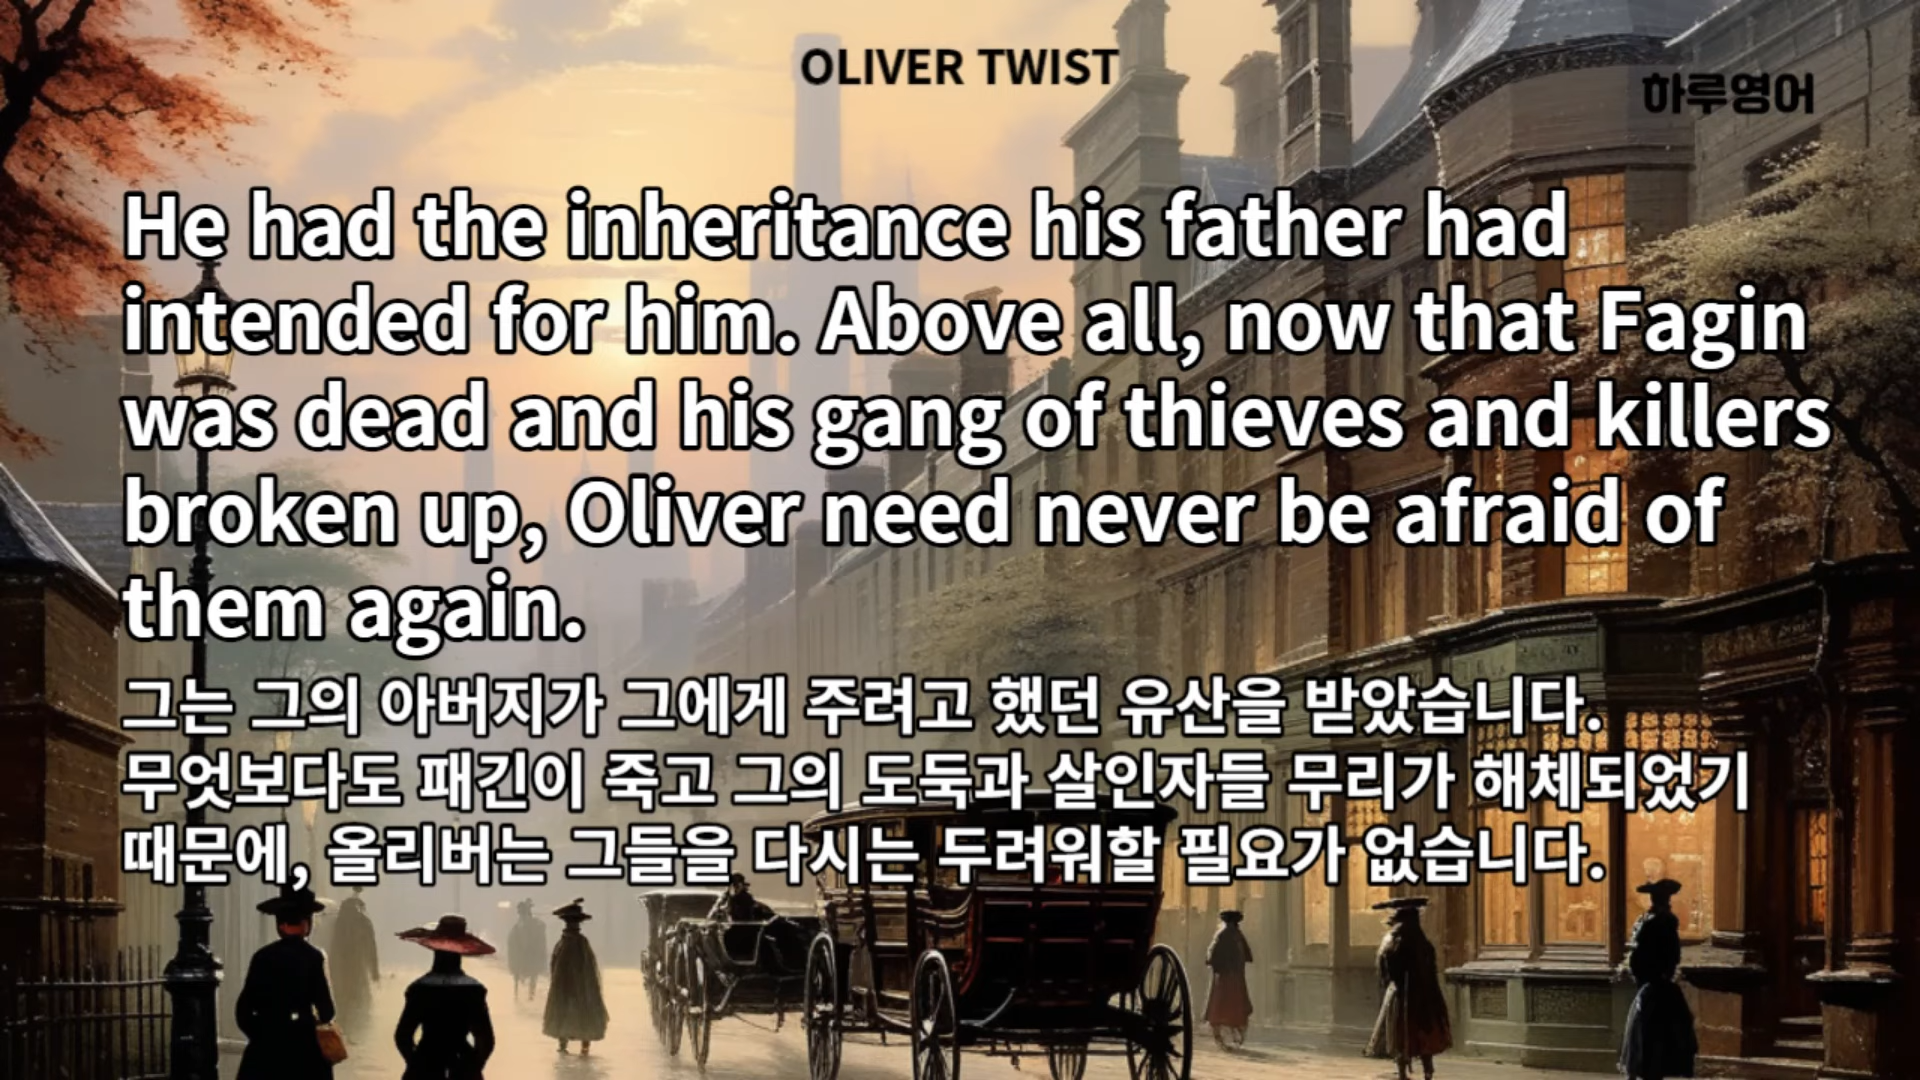 OLIVER TWIST
하루영어
He had the inheritance his father had
intended for him. Above all, now that Fagin
was dead and his gang of thieves and killers
broken up, Oliver need never be afraid of
them again.
그는 그의 아버지가 그에게 주려고 했던 유산을 받았습니다.
무엇보다도 패긴이 죽고 그의 도둑과 살인자들 무리가 해체되었기
때문에, 올리버는 그들을 다시는 두려워할 필요가 없습니다.